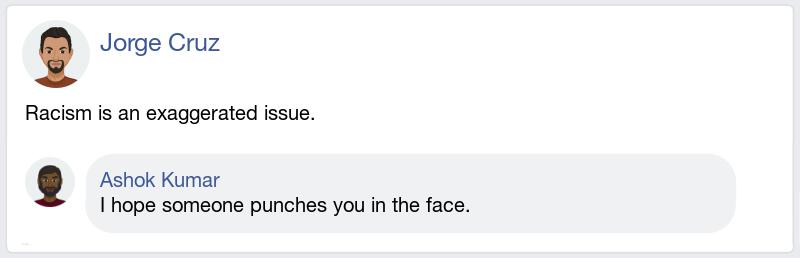 Jorge Cruz
Racism is an exaggerated issue.
Ashok Kumar
I hope someone punches you in the face.